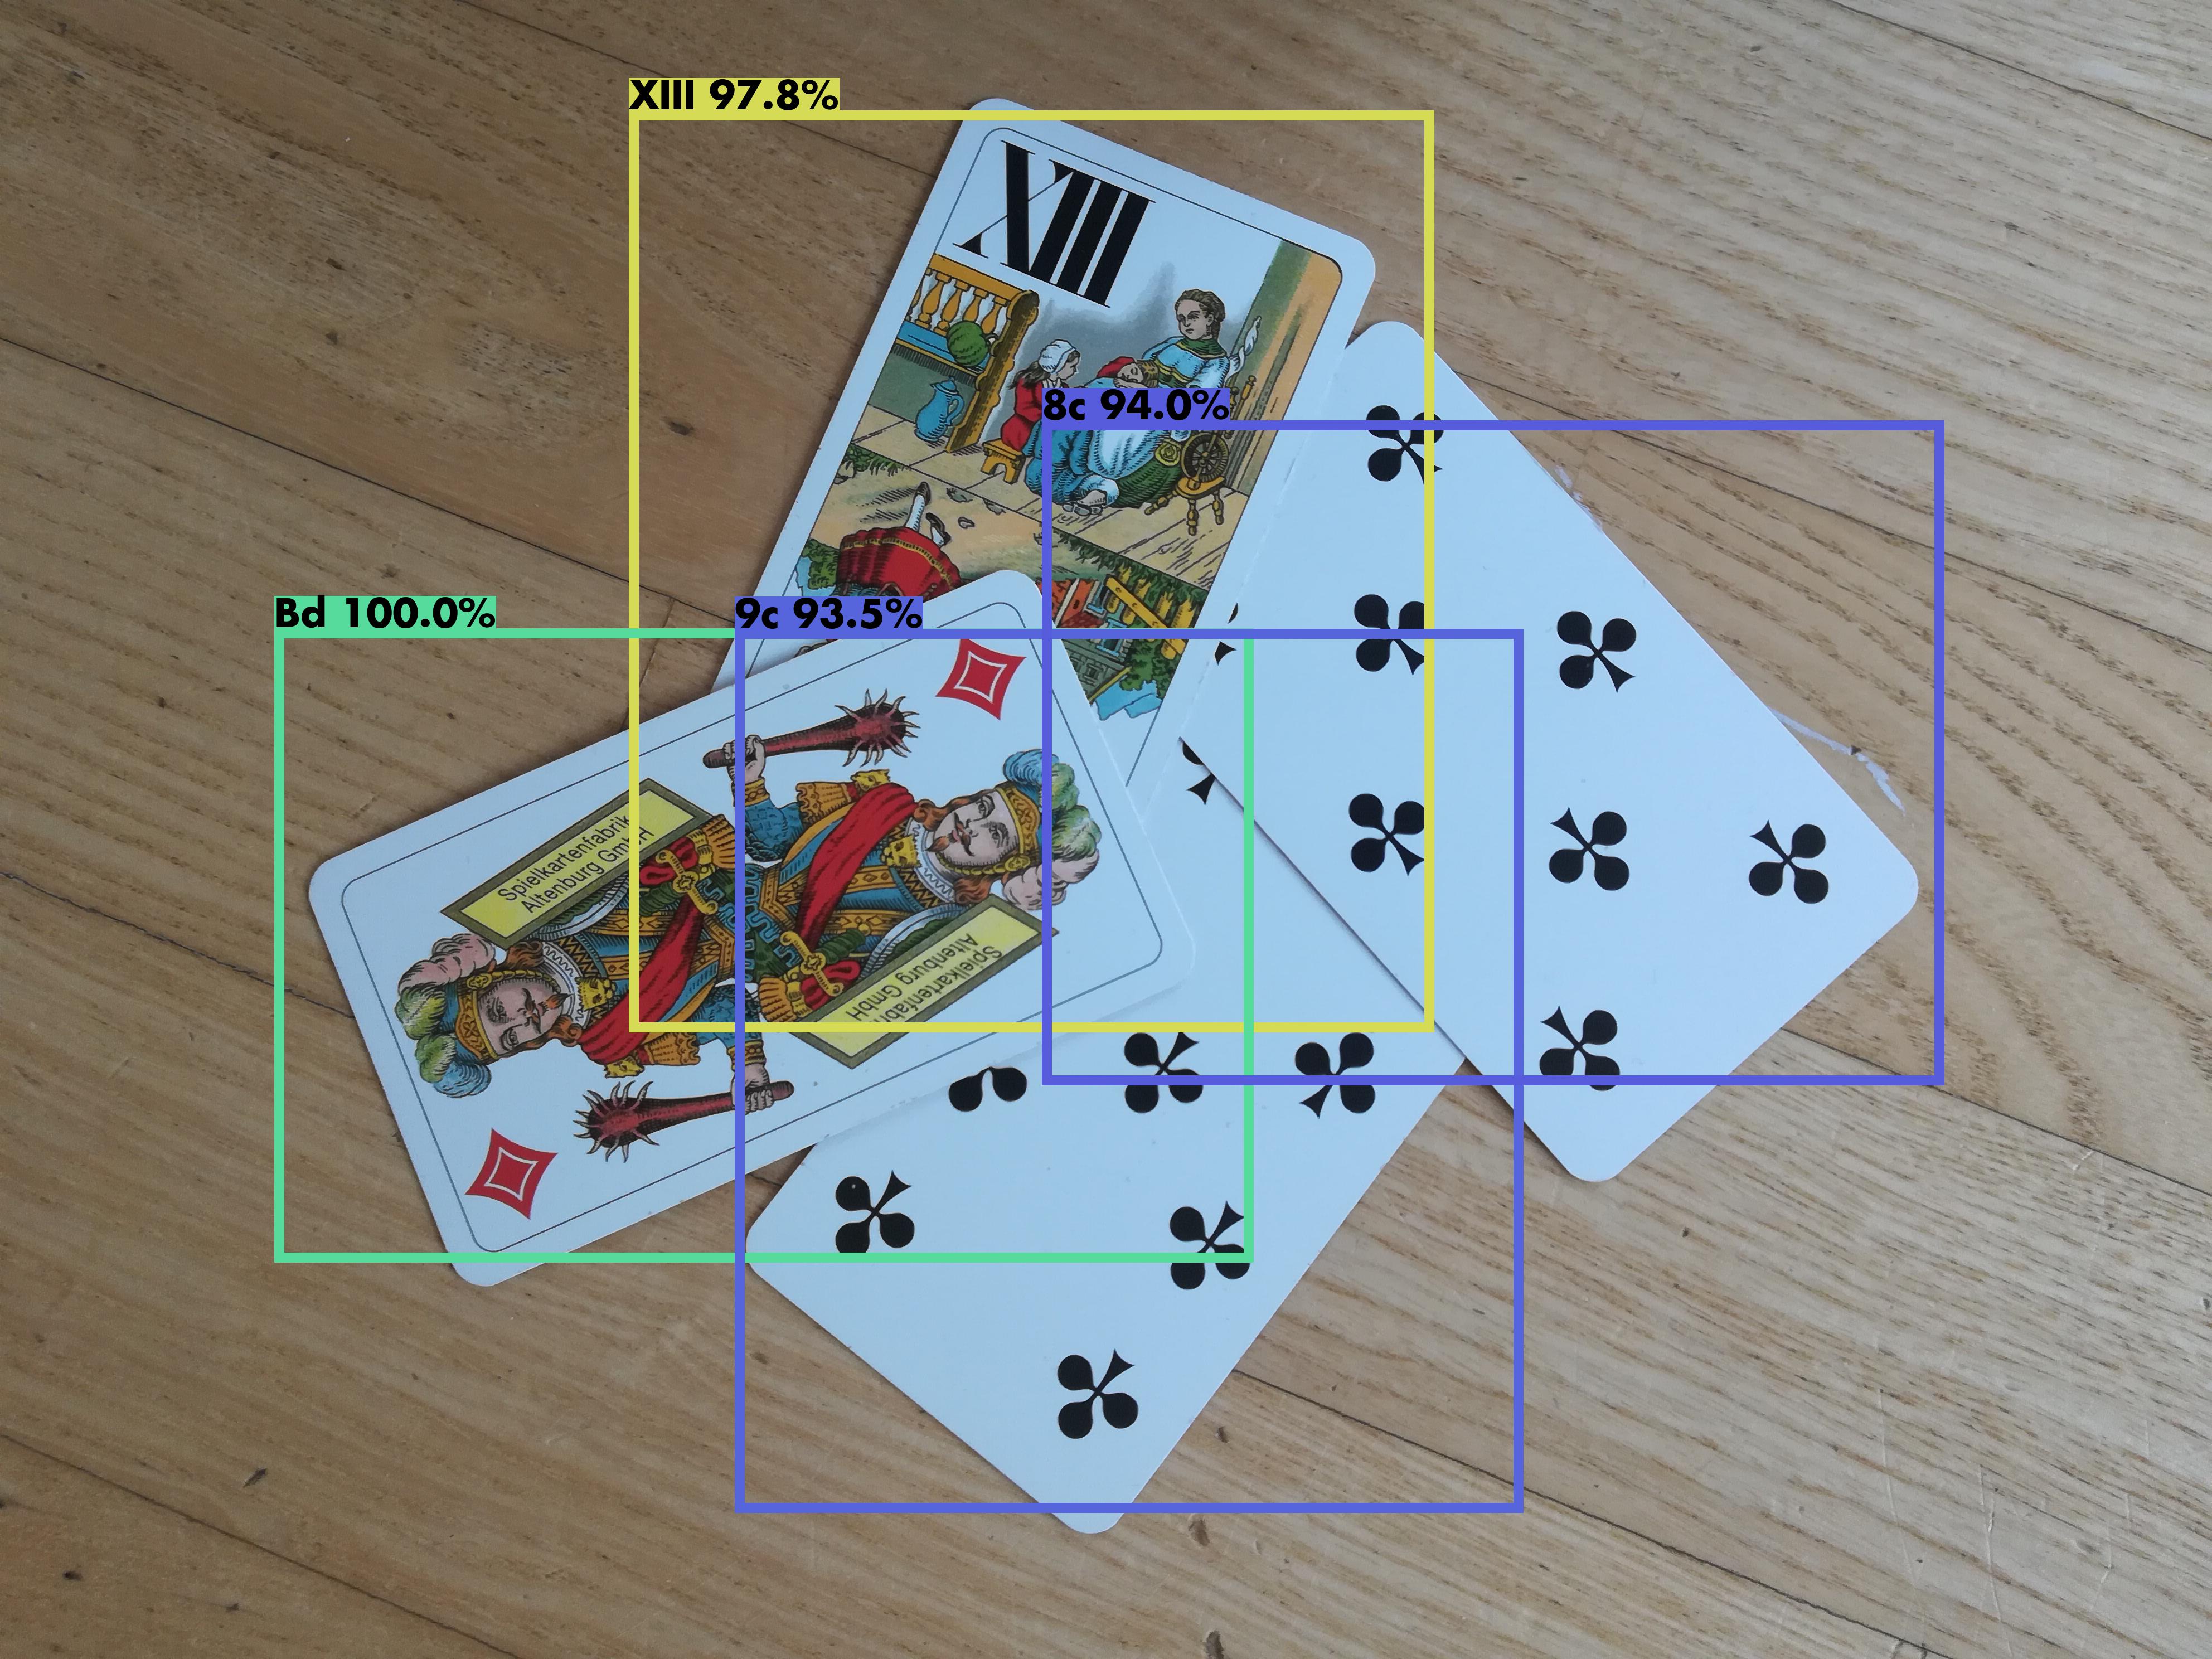 XIII 97.8%
XIII
8c 94.0%
Bd 100.0%
9c 93.5%
Spielkartenfabrik
Altenburg GmbH
Spielkartenfabri
Altenburg GmbH